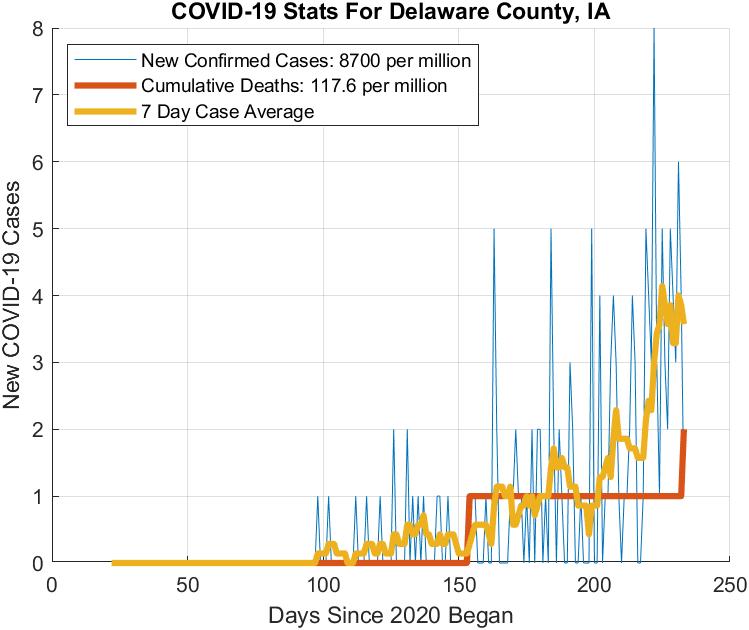 COVID-19 Stats For Delaware County, IA
New Confirmed Cases: 8700 per million
Cumulative Deaths: 117.6 per million
7 Day Case Average
New COVID-19 Cases
8
7
6
5
4
3
2
1
0
0 50 100 150 200 250
Days Since 2020 Began